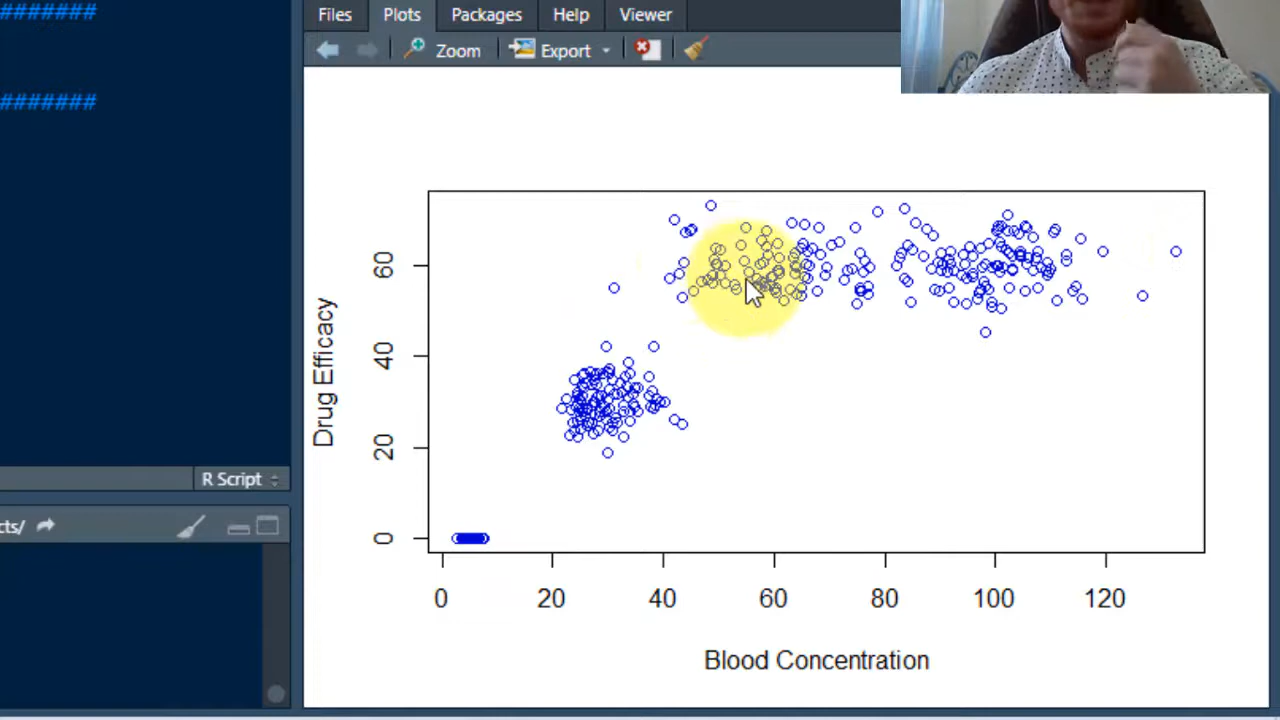 #######
#######
Files Plots Packages Help Viewer
Zoom Export
Drug Efficacy
60
40
20
0
0 20 40 60 80 100 120
Blood Concentration
R Script
cts/